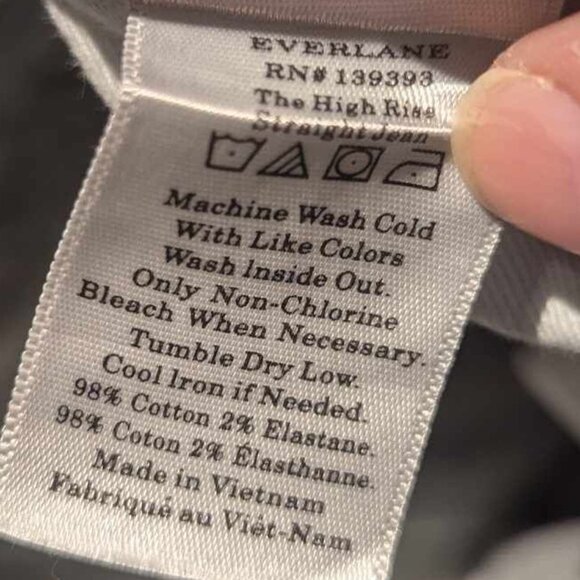 EVERLANE
RN# 139393
The High Rise
Straight Jean
Machine Wash Cold
With Like Colors
Wash Inside Out.
Only Non-Chlorine
Bleach When Necessary.
Tumble Dry Low.
Cool Iron if Needed.
98% Cotton 2% Elastane.
98% Coton 2% Élasthanne.
Made in Vietnam
Fabriqué au Viêt-Nam